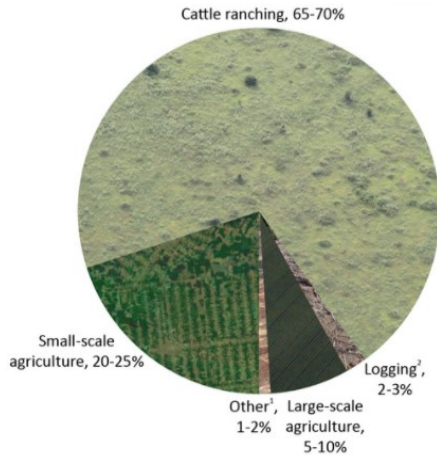 Cattle ranching, 65-70%
Small-scale
agriculture, 20-25%
Other¹,
1-2%
Large-scale
agriculture,
5-10%
Logging²,
2-3%